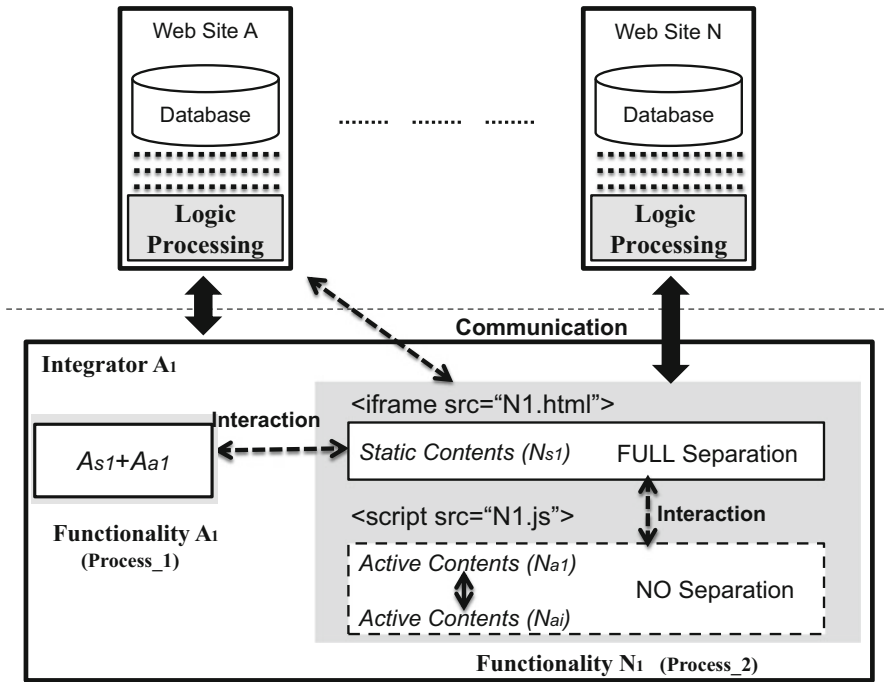 Web Site A
Web Site N
Database
Database
........ ........ ........
Logic
Processing
Logic
Processing
Communication
Integrator A1
<iframe src=“N1.html”>
Interaction
As1+Aa1
Static Contents (Ns1)
FULL Separation
<script src=“N1.js”>
Interaction
Functionality A1
(Process_1)
Active Contents (Na1)
NO Separation
Active Contents (Nai)
Functionality N1 (Process_2)